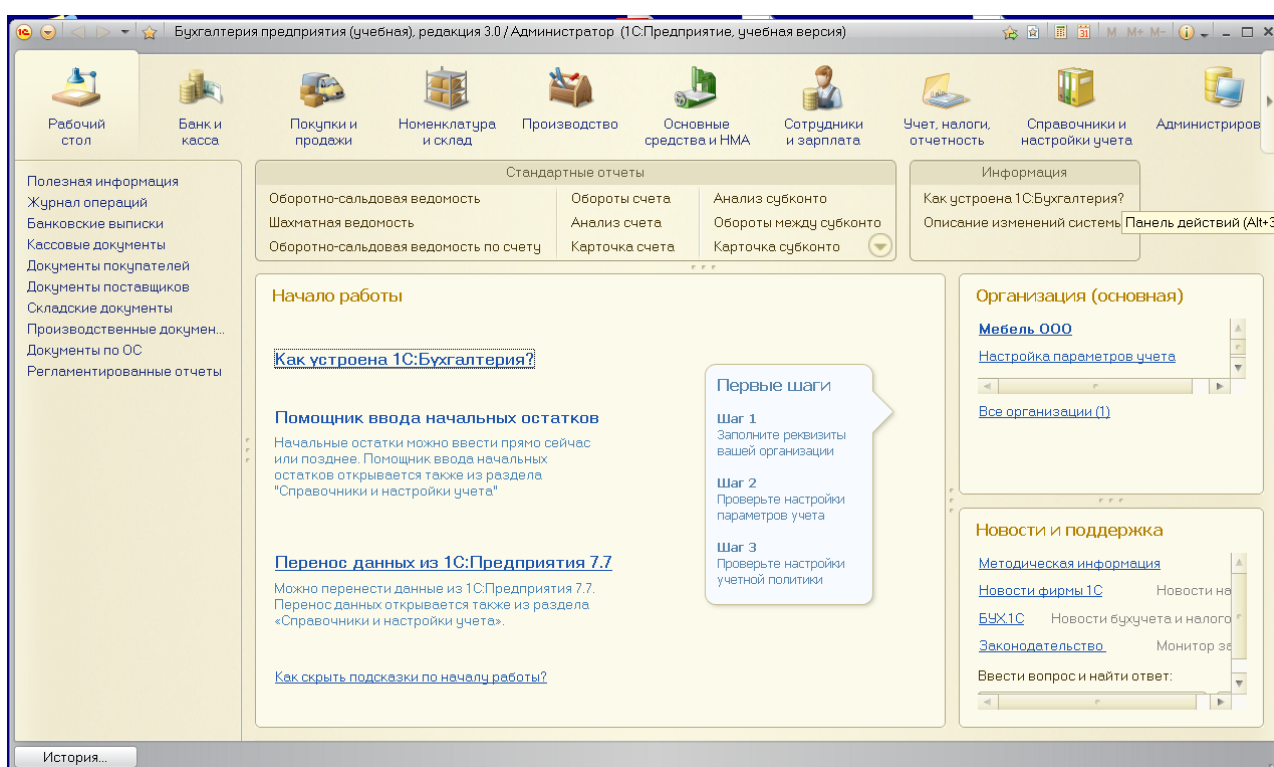 Бухгалтерия предприятия (учебная), редакция 3.0 / Администратор (1С:Предприятие, учебная версия)
M M+ M-
Рабочий
стол
Банк и
касса
Покупки и
продажи
Номенклатура
и склад
Производство
Основные
средства и НМА
Сотрудники
и зарплата
Учет, налоги,
отчетность
Справочники и
настройки учета
Администриров
Полезная информация
Журнал операций
Банковские выписки
Кассовые документы
Документы покупателей
Документы поставщиков
Складские документы
Производственные докумен...
Документы по ОС
Регламентированные отчеты
Стандартные отчеты
Оборотно-сальдовая ведомость
Обороты счета
Анализ субконто
Шахматная ведомость
Анализ счета
Обороты между субконто
Оборотно-сальдовая ведомость по счету
Карточка счета
Карточка субконто
Информация
Как устроена 1С:Бухгалтерия?
Описание изменений системы
Панель действий (Alt+3
Начало работы
Как устроена 1С:Бухгалтерия?
Помощник ввода начальных остатков
Начальные остатки можно ввести прямо сейчас
или позднее. Помощник ввода начальных
остатков открывается также из раздела
"Справочники и настройки учета"
Перенос данных из 1С:Предприятия 7.7
Можно перенести данные из 1С:Предприятия 7.7.
Перенос данных открывается также из раздела
«Справочники и настройки учета».
Как скрыть подсказки по началу работы?
Первые шаги
Шаг 1
Заполните реквизиты
вашей организации
Шаг 2
Проверьте настройки
параметров учета
Шаг 3
Проверьте настройки
учетной политики
Организация (основная)
Мебель ООО
Настройка параметров учета
Все организации (1)
Новости и поддержка
Методическая информация
Новости фирмы 1С Новости на
БУХ.1С Новости бухучета и налого
Законодательство Монитор за
Ввести вопрос и найти ответ:
История...